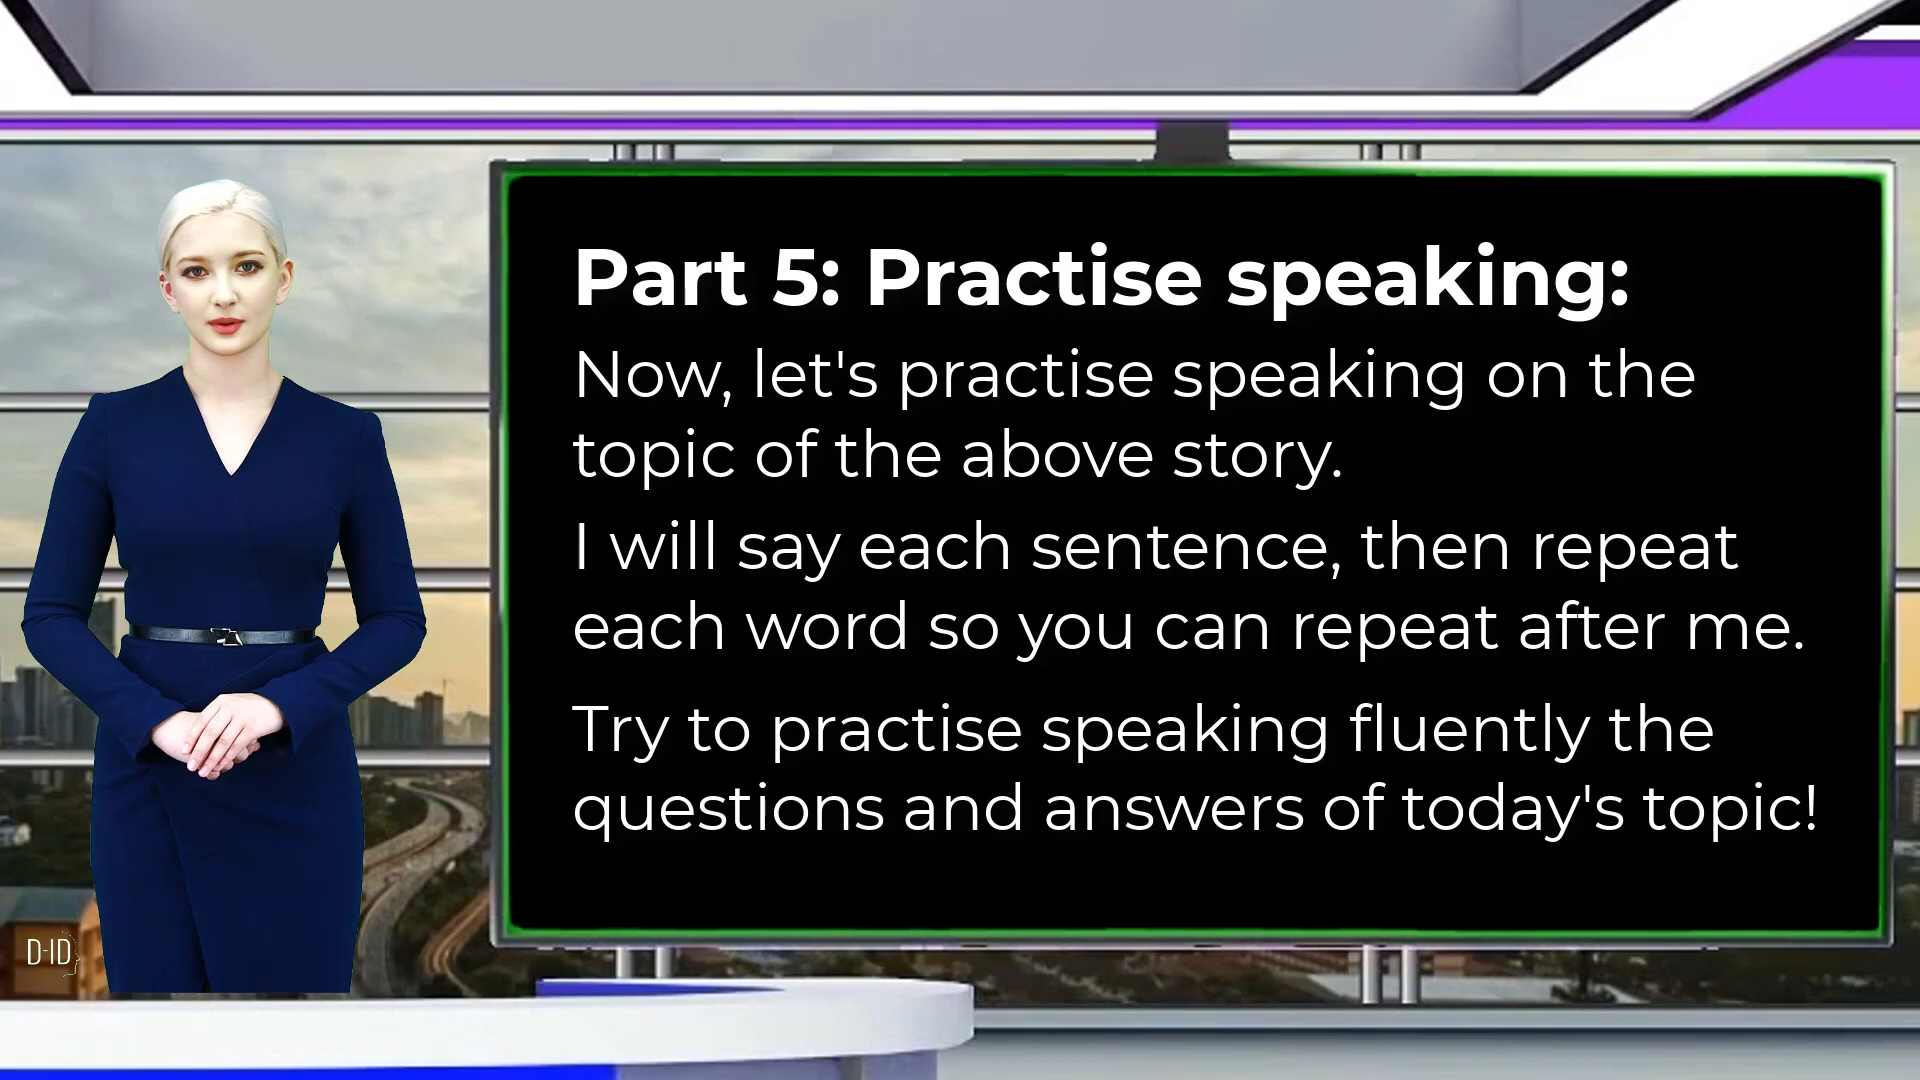 Part 5: Practise speaking:
Now, let's practise speaking on the
topic of the above story.
I will say each sentence, then repeat
each word so you can repeat after me.
Try to practise speaking fluently the
questions and answers of today's topic!
D-ID